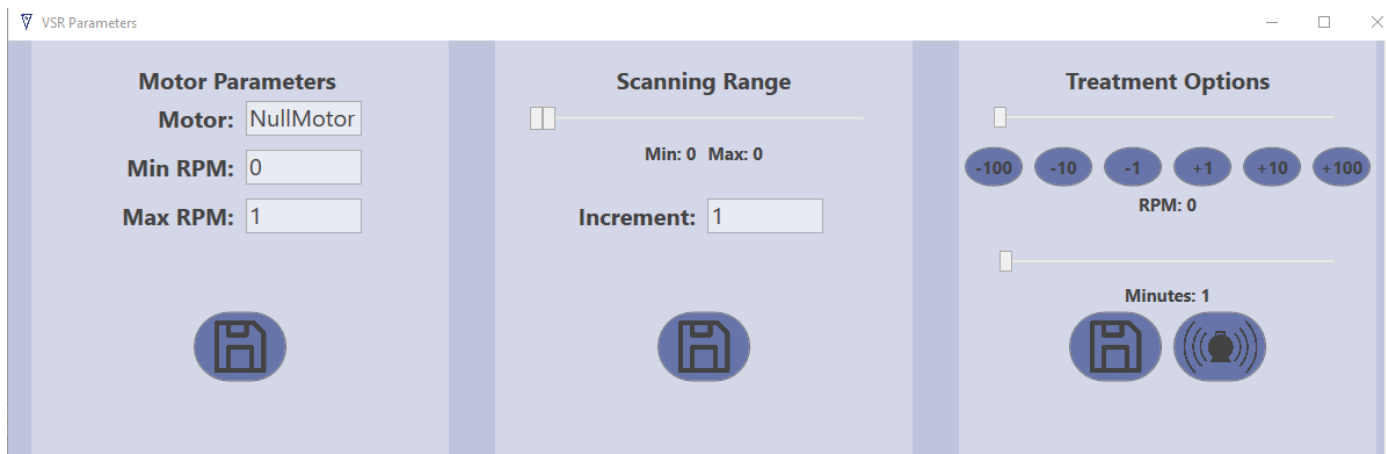 VSR Parameters
Motor Parameters
Motor: NullMotor
Min RPM: 0
Max RPM: 1
Scanning Range
Min: 0 Max: 0
Increment: 1
Treatment Options
-100 -10 -1 +1 +10 +100
RPM: 0
Minutes: 1